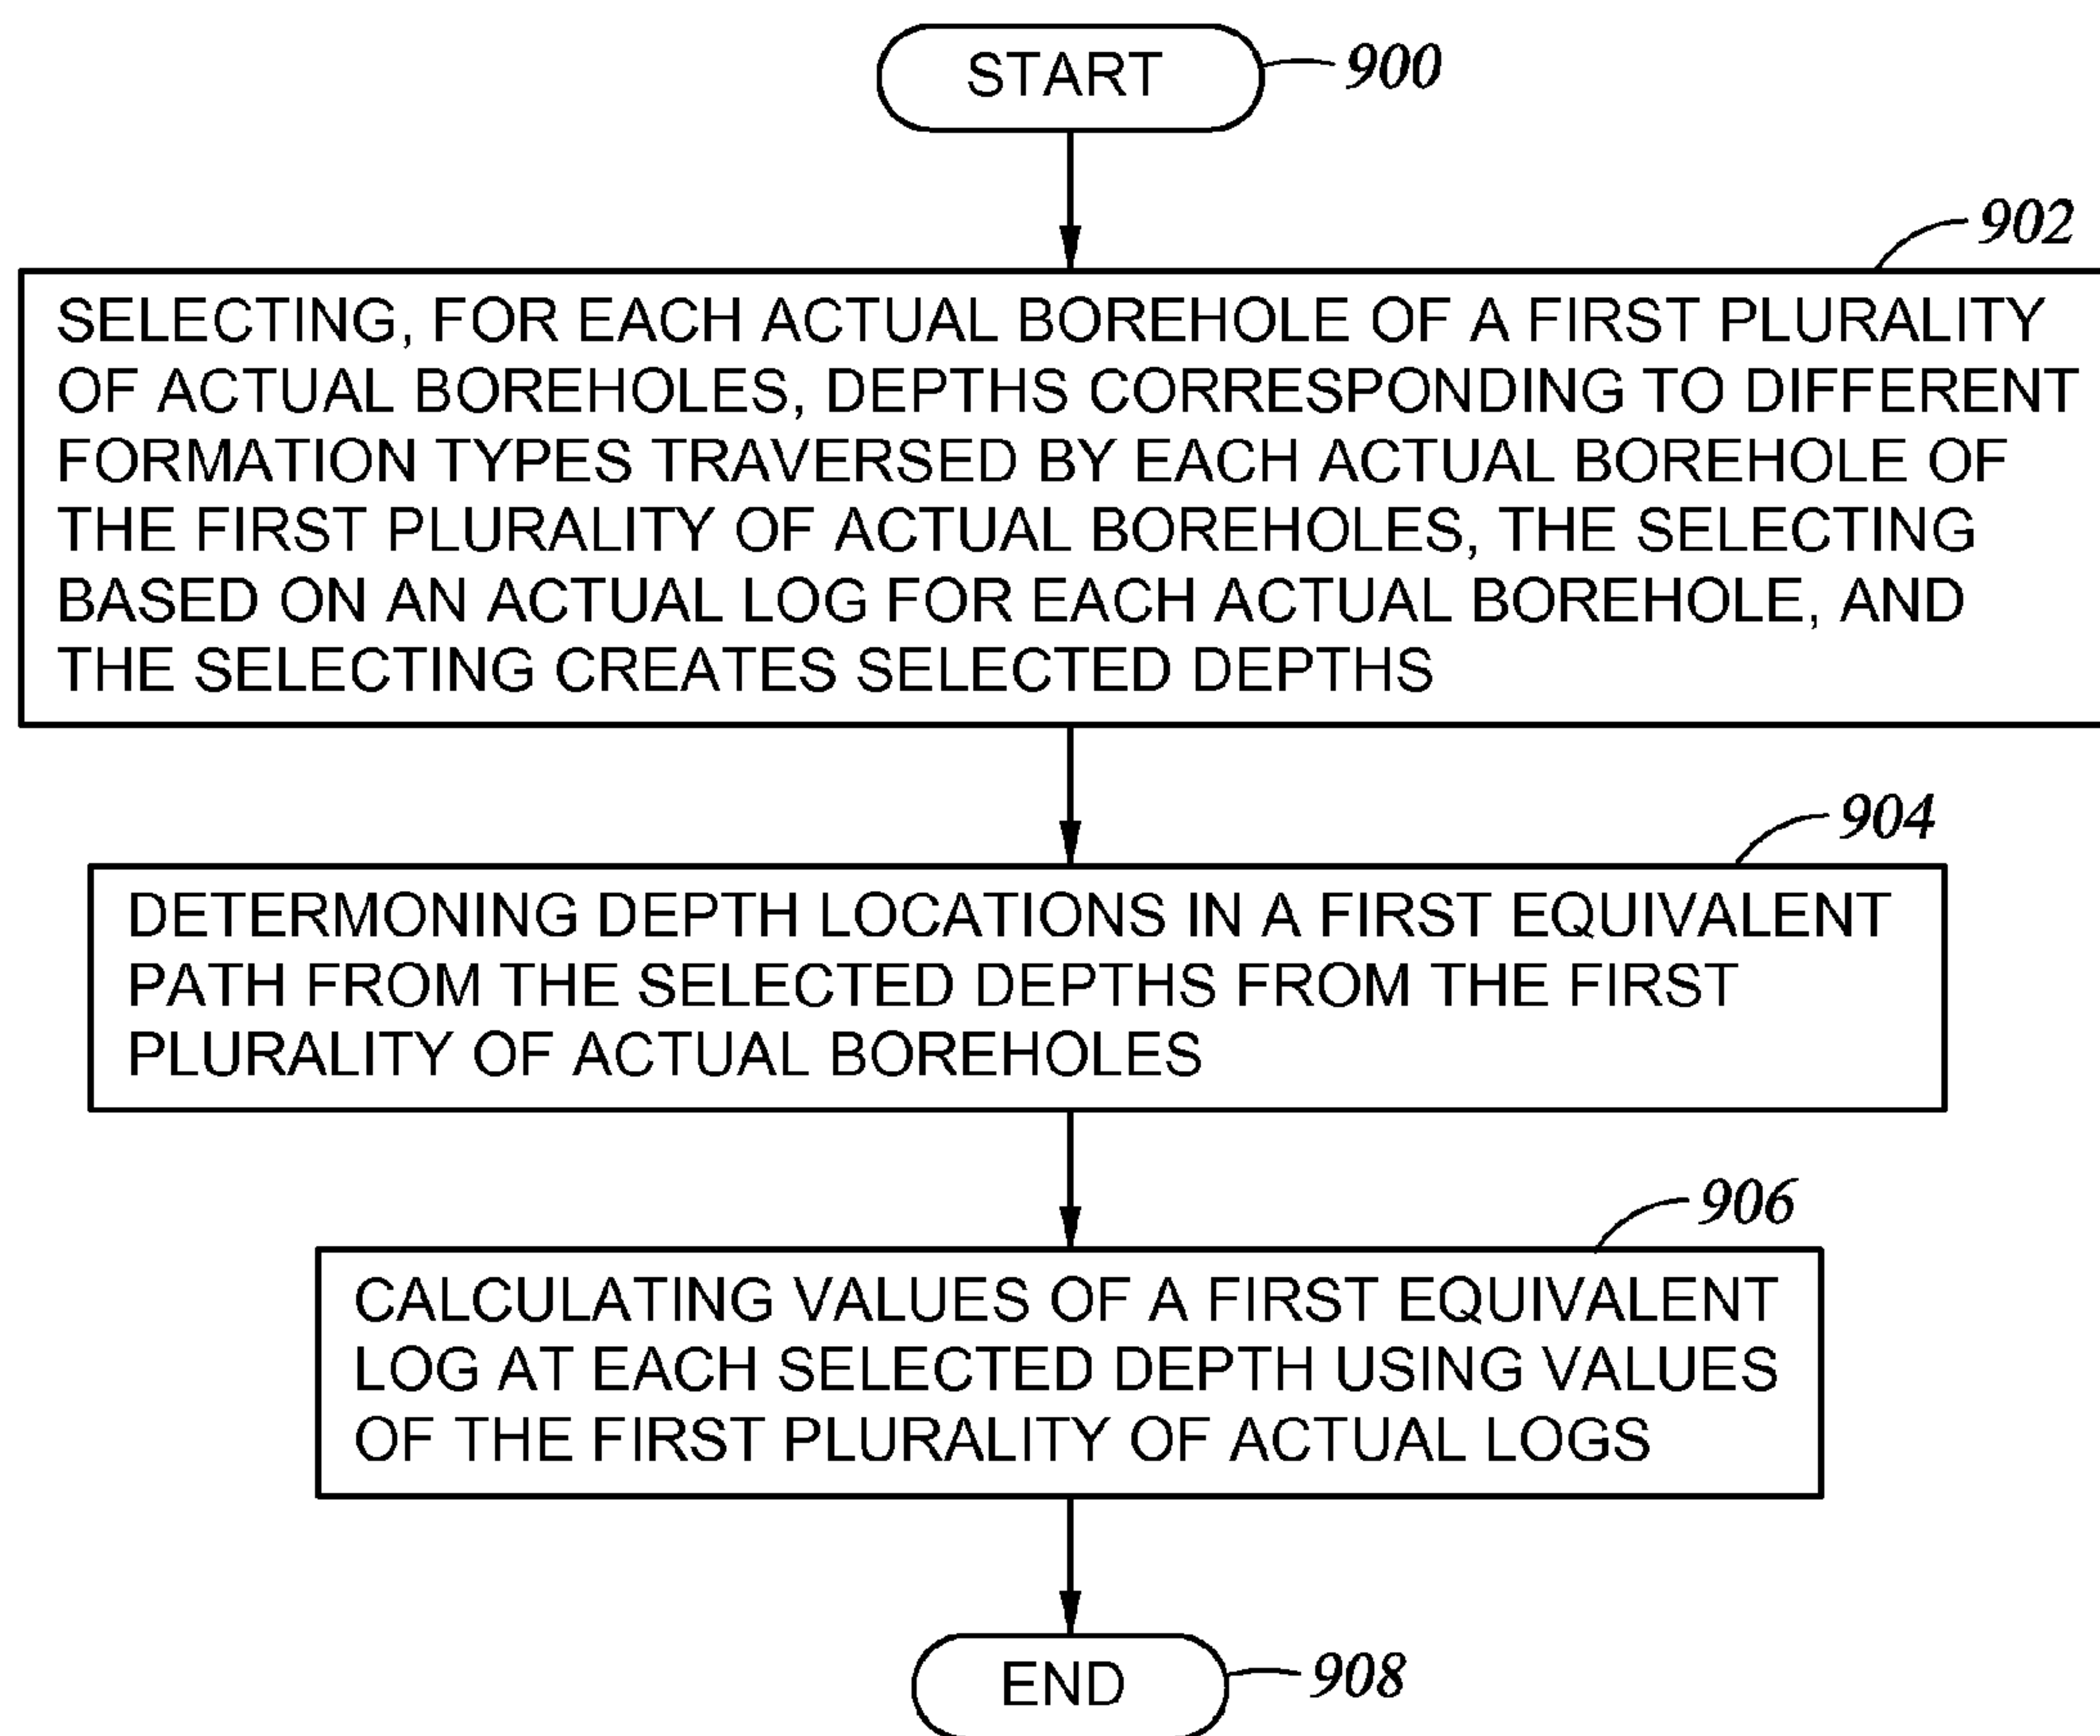 START
900
902
SELECTING, FOR EACH ACTUAL BOREHOLE OF A FIRST PLURALITY
OF ACTUAL BOREHOLES, DEPTHS CORRESPONDING TO DIFFERENT
FORMATION TYPES TRAVERSED BY EACH ACTUAL BOREHOLE OF
THE FIRST PLURALITY OF ACTUAL BOREHOLES, THE SELECTING
BASED ON AN ACTUAL LOG FOR EACH ACTUAL BOREHOLE, AND
THE SELECTING CREATES SELECTED DEPTHS
904
DETERMONING DEPTH LOCATIONS IN A FIRST EQUIVALENT
PATH FROM THE SELECTED DEPTHS FROM THE FIRST
PLURALITY OF ACTUAL BOREHOLES
906
CALCULATING VALUES OF A FIRST EQUIVALENT
LOG AT EACH SELECTED DEPTH USING VALUES
OF THE FIRST PLURALITY OF ACTUAL LOGS
END
908